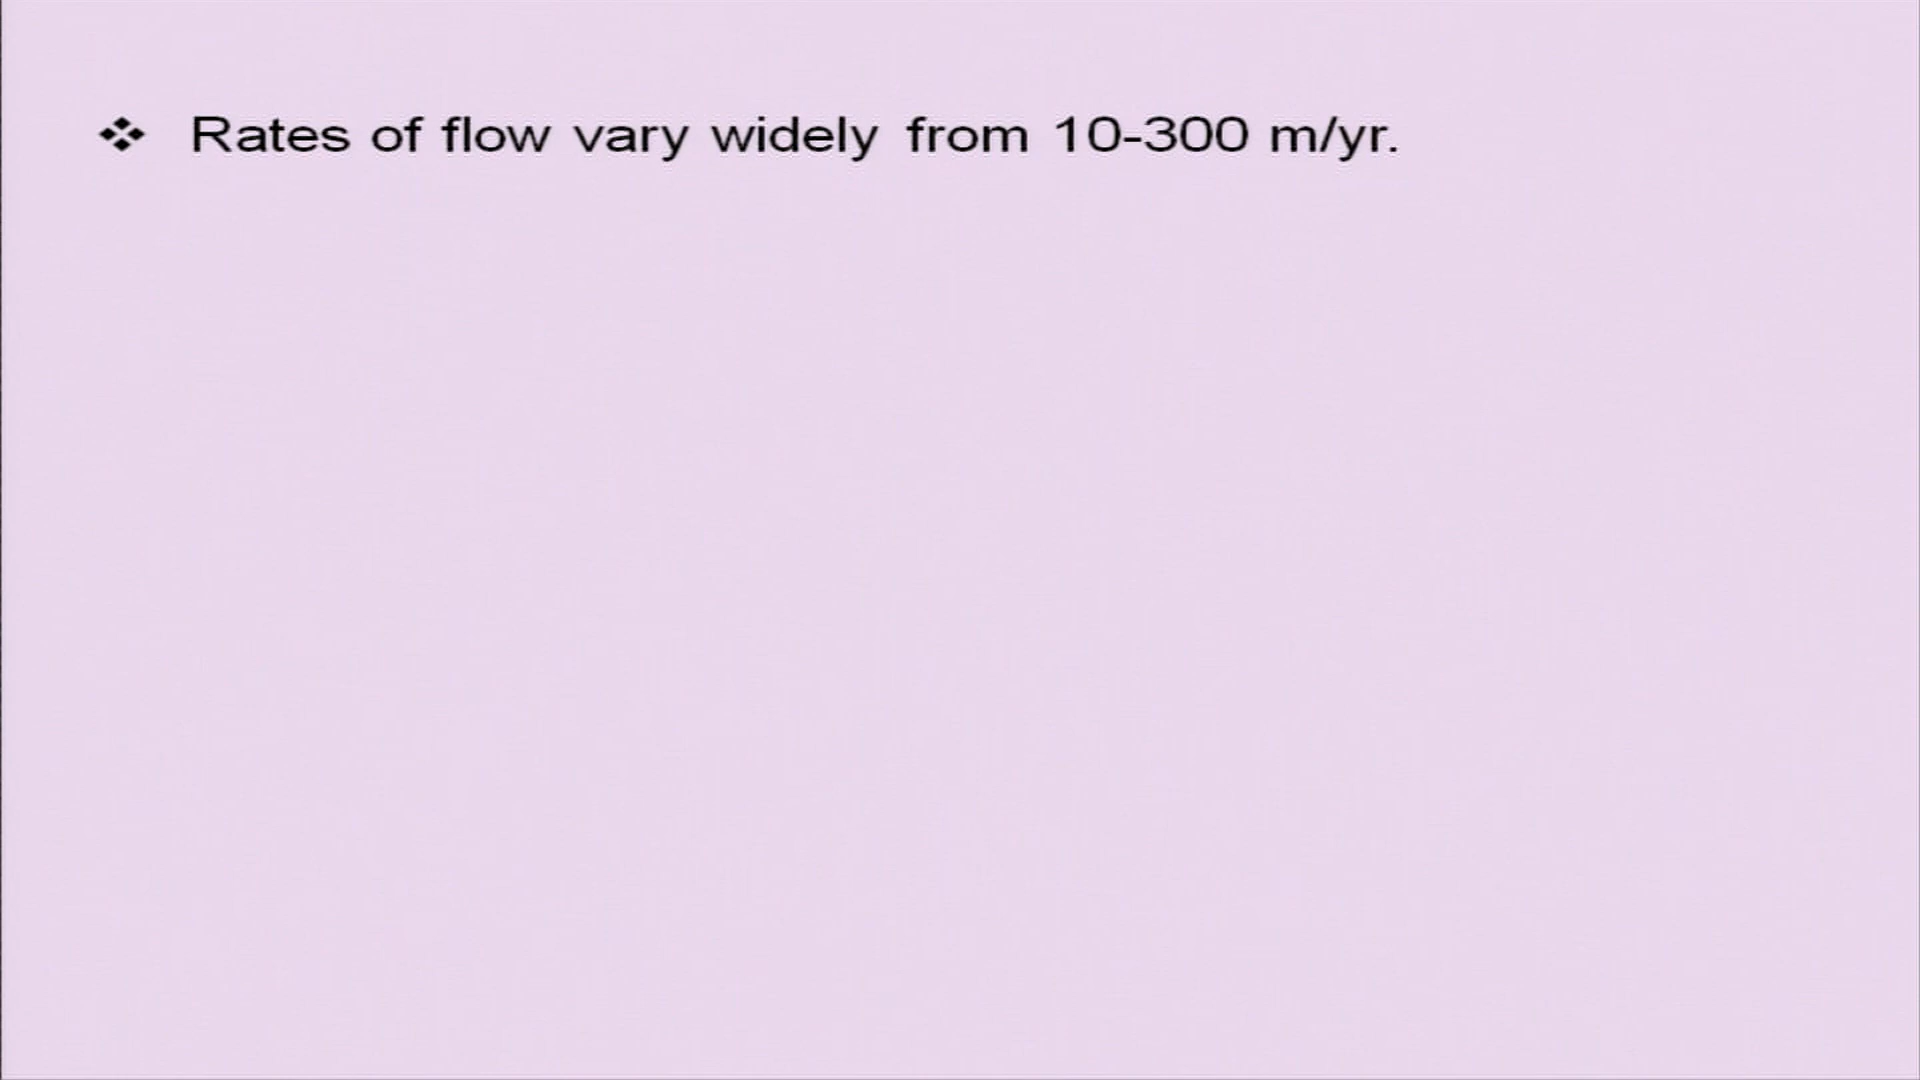 ❖ Rates of flow vary widely from 10-300 m/yr.